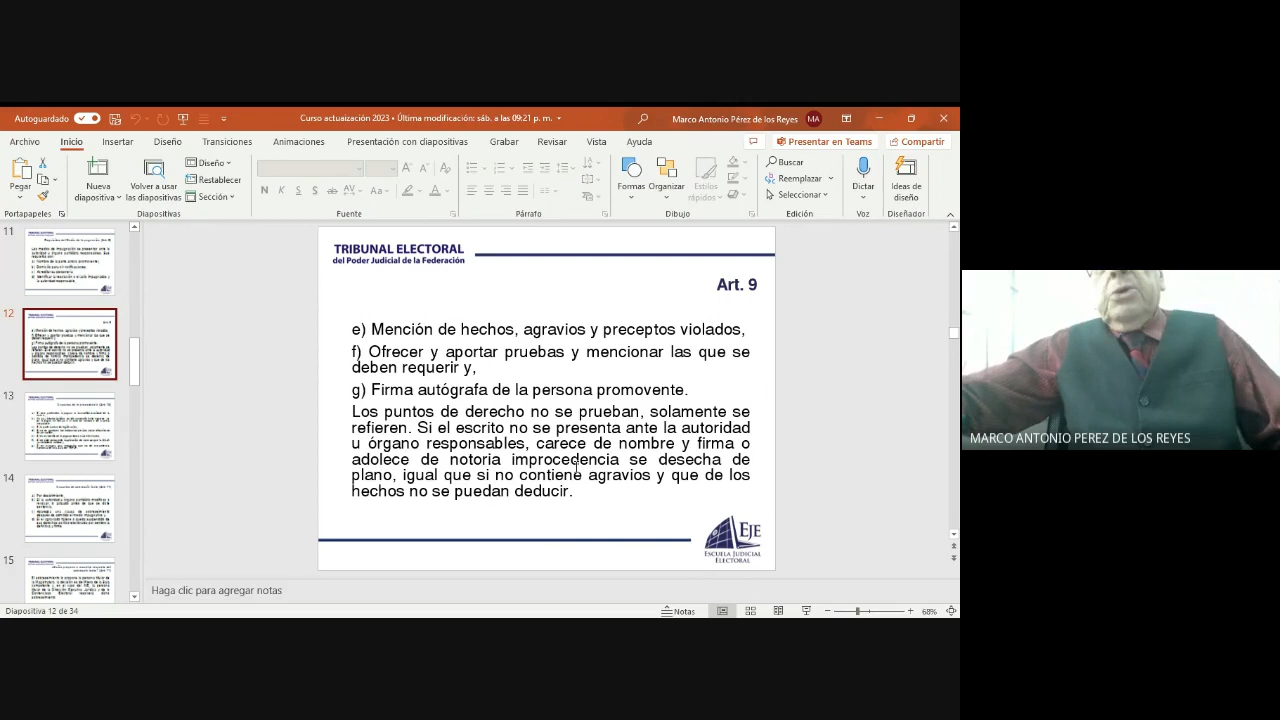 Autoguardado
Curso actuaización 2023 • Última modificación: sáb. a las 09:21 p. m.
Marco Antonio Pérez de los Reyes
MA
Archivo Inicio Insertar Diseño Transiciones Animaciones Presentación con diapositivas Grabar Revisar Vista Ayuda
Presentar en Teams
Compartir
Pegar
Nueva diapositiva
Volver a usar las diapositivas
Diseño
Restablecer
Sección
N K S S ab AV Aa A
Formas
Organizar
Estilos rápidos
Buscar
Reemplazar
Seleccionar
Dictar
Ideas de diseño
Portapapeles Diapositivas Fuente Párrafo Dibujo Edición Voz Diseñador
11
12
13
14
15
TRIBUNAL ELECTORAL
del Poder Judicial de la Federación
Art. 9
e) Mención de hechos, agravios y preceptos violados,
f) Ofrecer y aportar pruebas y mencionar las que se
deben requerir y,
g) Firma autógrafa de la persona promovente.
Los puntos de derecho no se prueban, solamente se
refieren. Si el escrito no se presenta ante la autoridad
u órgano responsables, carece de nombre y firma o
adolece de notoria improcedencia se desecha de
plano, igual que si no contiene agravios y que de los
hechos no se puedan deducir.
EJE
ESCUELA JUDICIAL
ELECTORAL
Haga clic para agregar notas
Diapositiva 12 de 34
Notas
68%
MARCO ANTONIO PEREZ DE LOS REYES